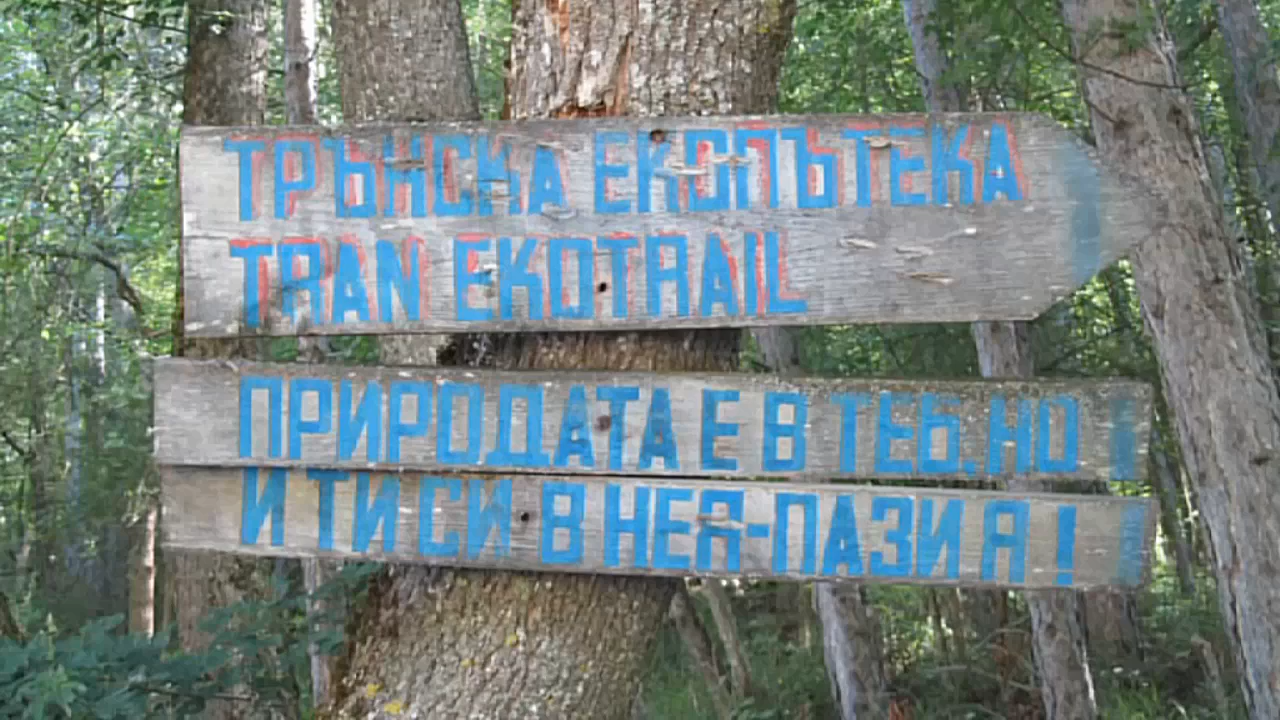 ТРЪНСКА ЕКОПЪТЕКА
TRAN EKOTRAIL
ПРИРОДАТА Е В ТЕБ, НО
И ТИ СИ В НЕЯ-ПАЗИ Я!